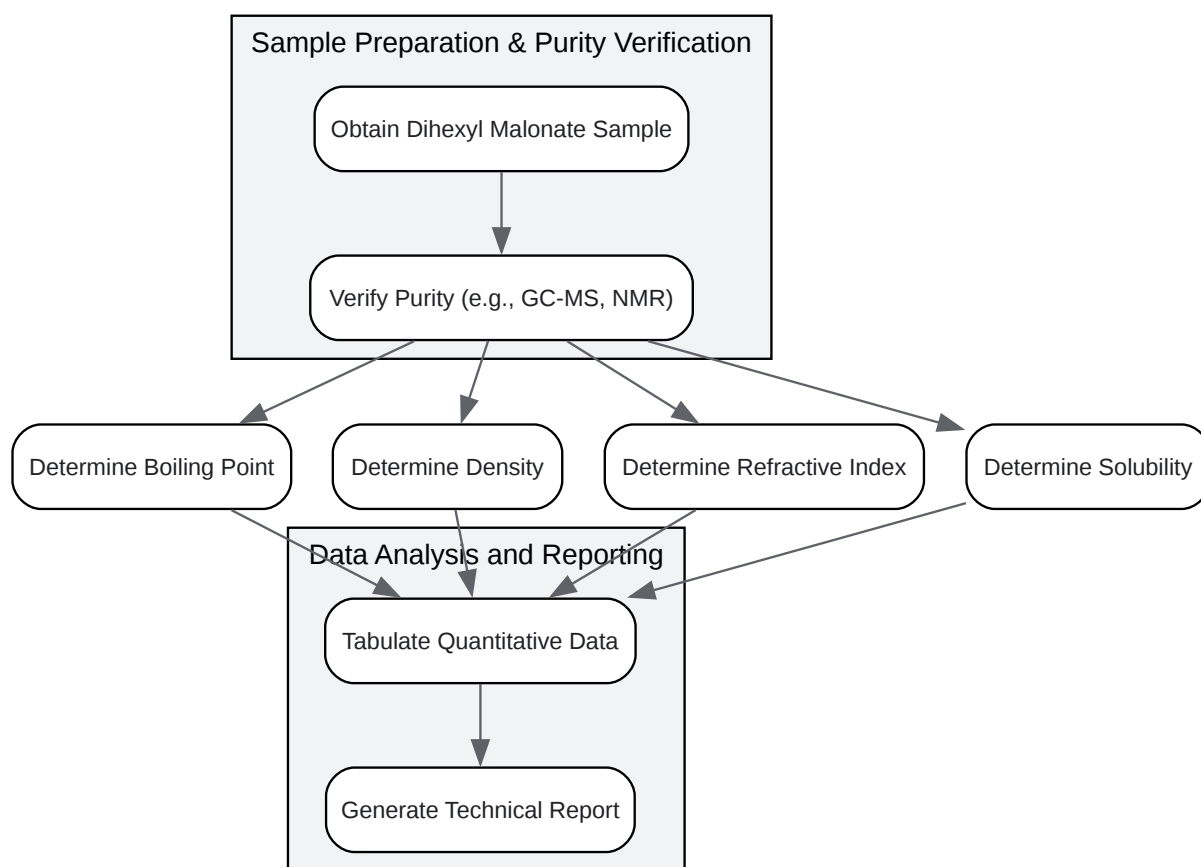 Sample Preparation & Purity Verification
Obtain Dihexyl Malonate Sample
Verify Purity (e.g., GC-MS, NMR)
Determine Boiling Point
Determine Density
Determine Refractive Index
Determine Solubility
Data Analysis and Reporting
Tabulate Quantitative Data
Generate Technical Report